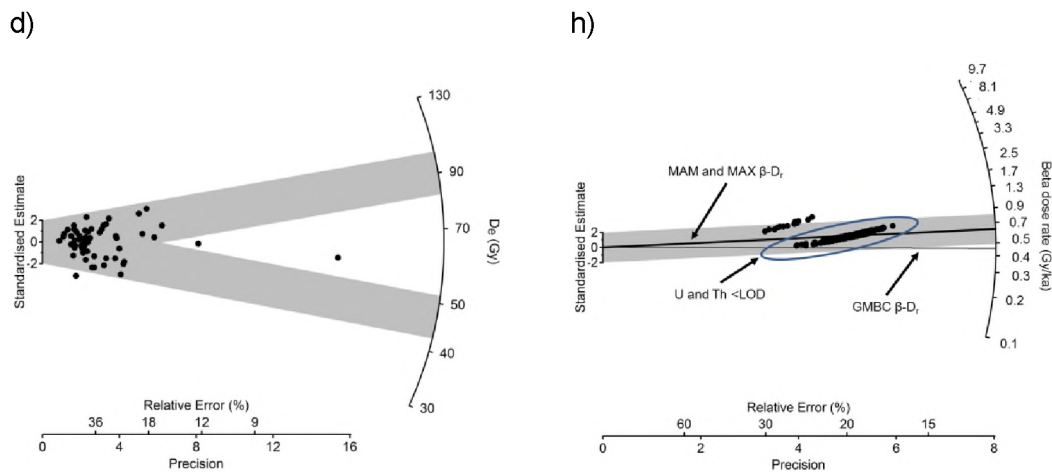 d)
130
90
70
50
40
30
De (Gy)
Standardised Estimate
2
0
-2
Relative Error (%)
36 18 12 9
0 4 8 12 16
Precision
h)
9.7
8.1
4.9
3.3
2.5
1.7
1.3
0.9
0.7
0.5
0.4
0.3
0.2
0.1
Beta dose rate (Gy/ka)
MAM and MAX β-Dr
U and Th <LOD
GMBC β-Dr
Standardised Estimate
2
0
-2
Relative Error (%)
60 30 20 15
0 2 4 6 8
Precision